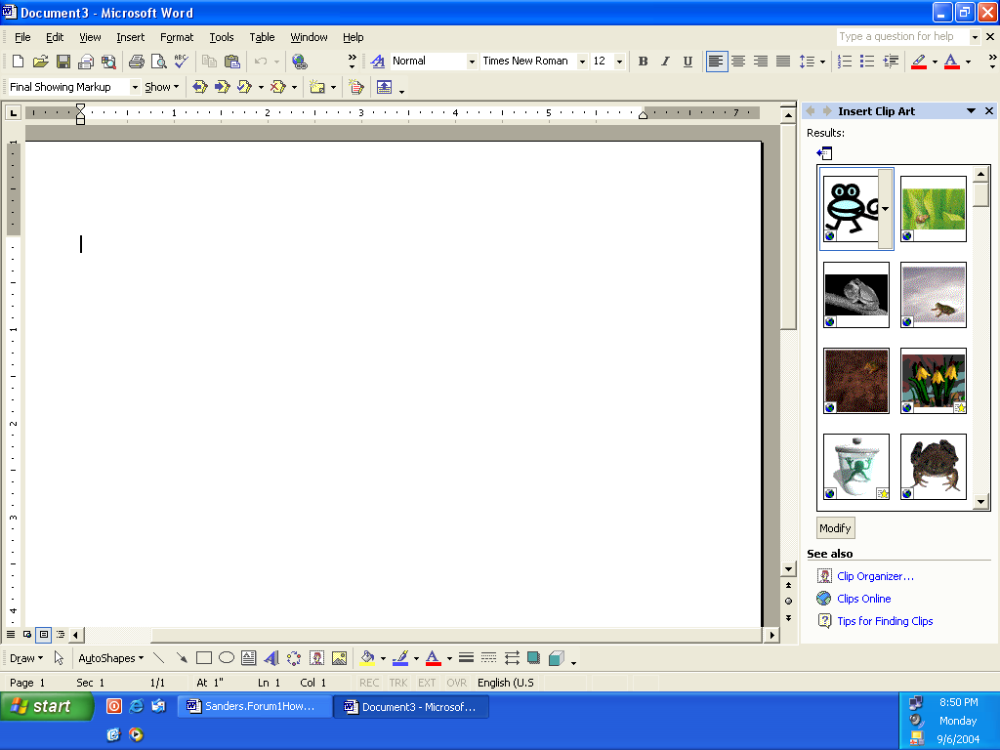 Document3 - Microsoft Word
File Edit View Insert Format Tools Table Window Help Type a question for help
Normal Times New Roman 12 B I U
Final Showing Markup Show
1 2 3 4 5 7
Insert Clip Art
Results:
1
2
3
4
Modify
See also
Clip Organizer...
Clips Online
Tips for Finding Clips
Draw AutoShapes
Page 1 Sec 1 1/1 At 1" Ln 1 Col 1 REC TRK EXT OVR English (U.S
start Sanders.Forum1How... Document3 - Microsof... 8:50 PM
Monday
9/6/2004